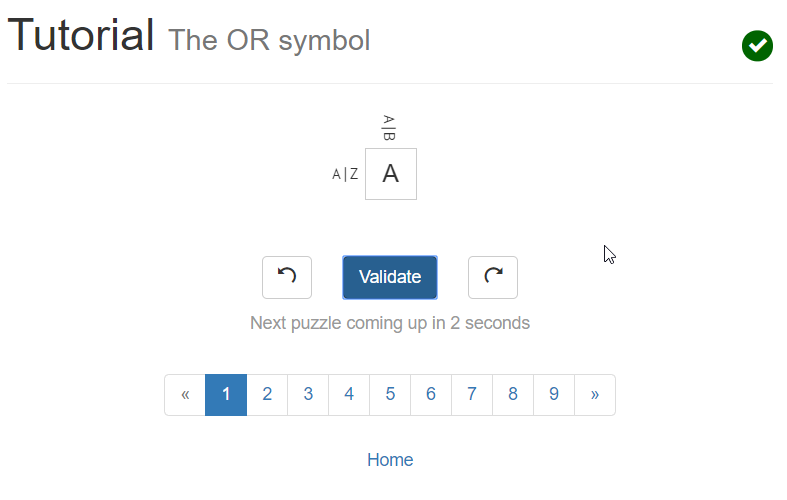 Tutorial The OR symbol
A|B
A|Z A
Validate
Next puzzle coming up in 2 seconds
« 1 2 3 4 5 6 7 8 9 »
Home